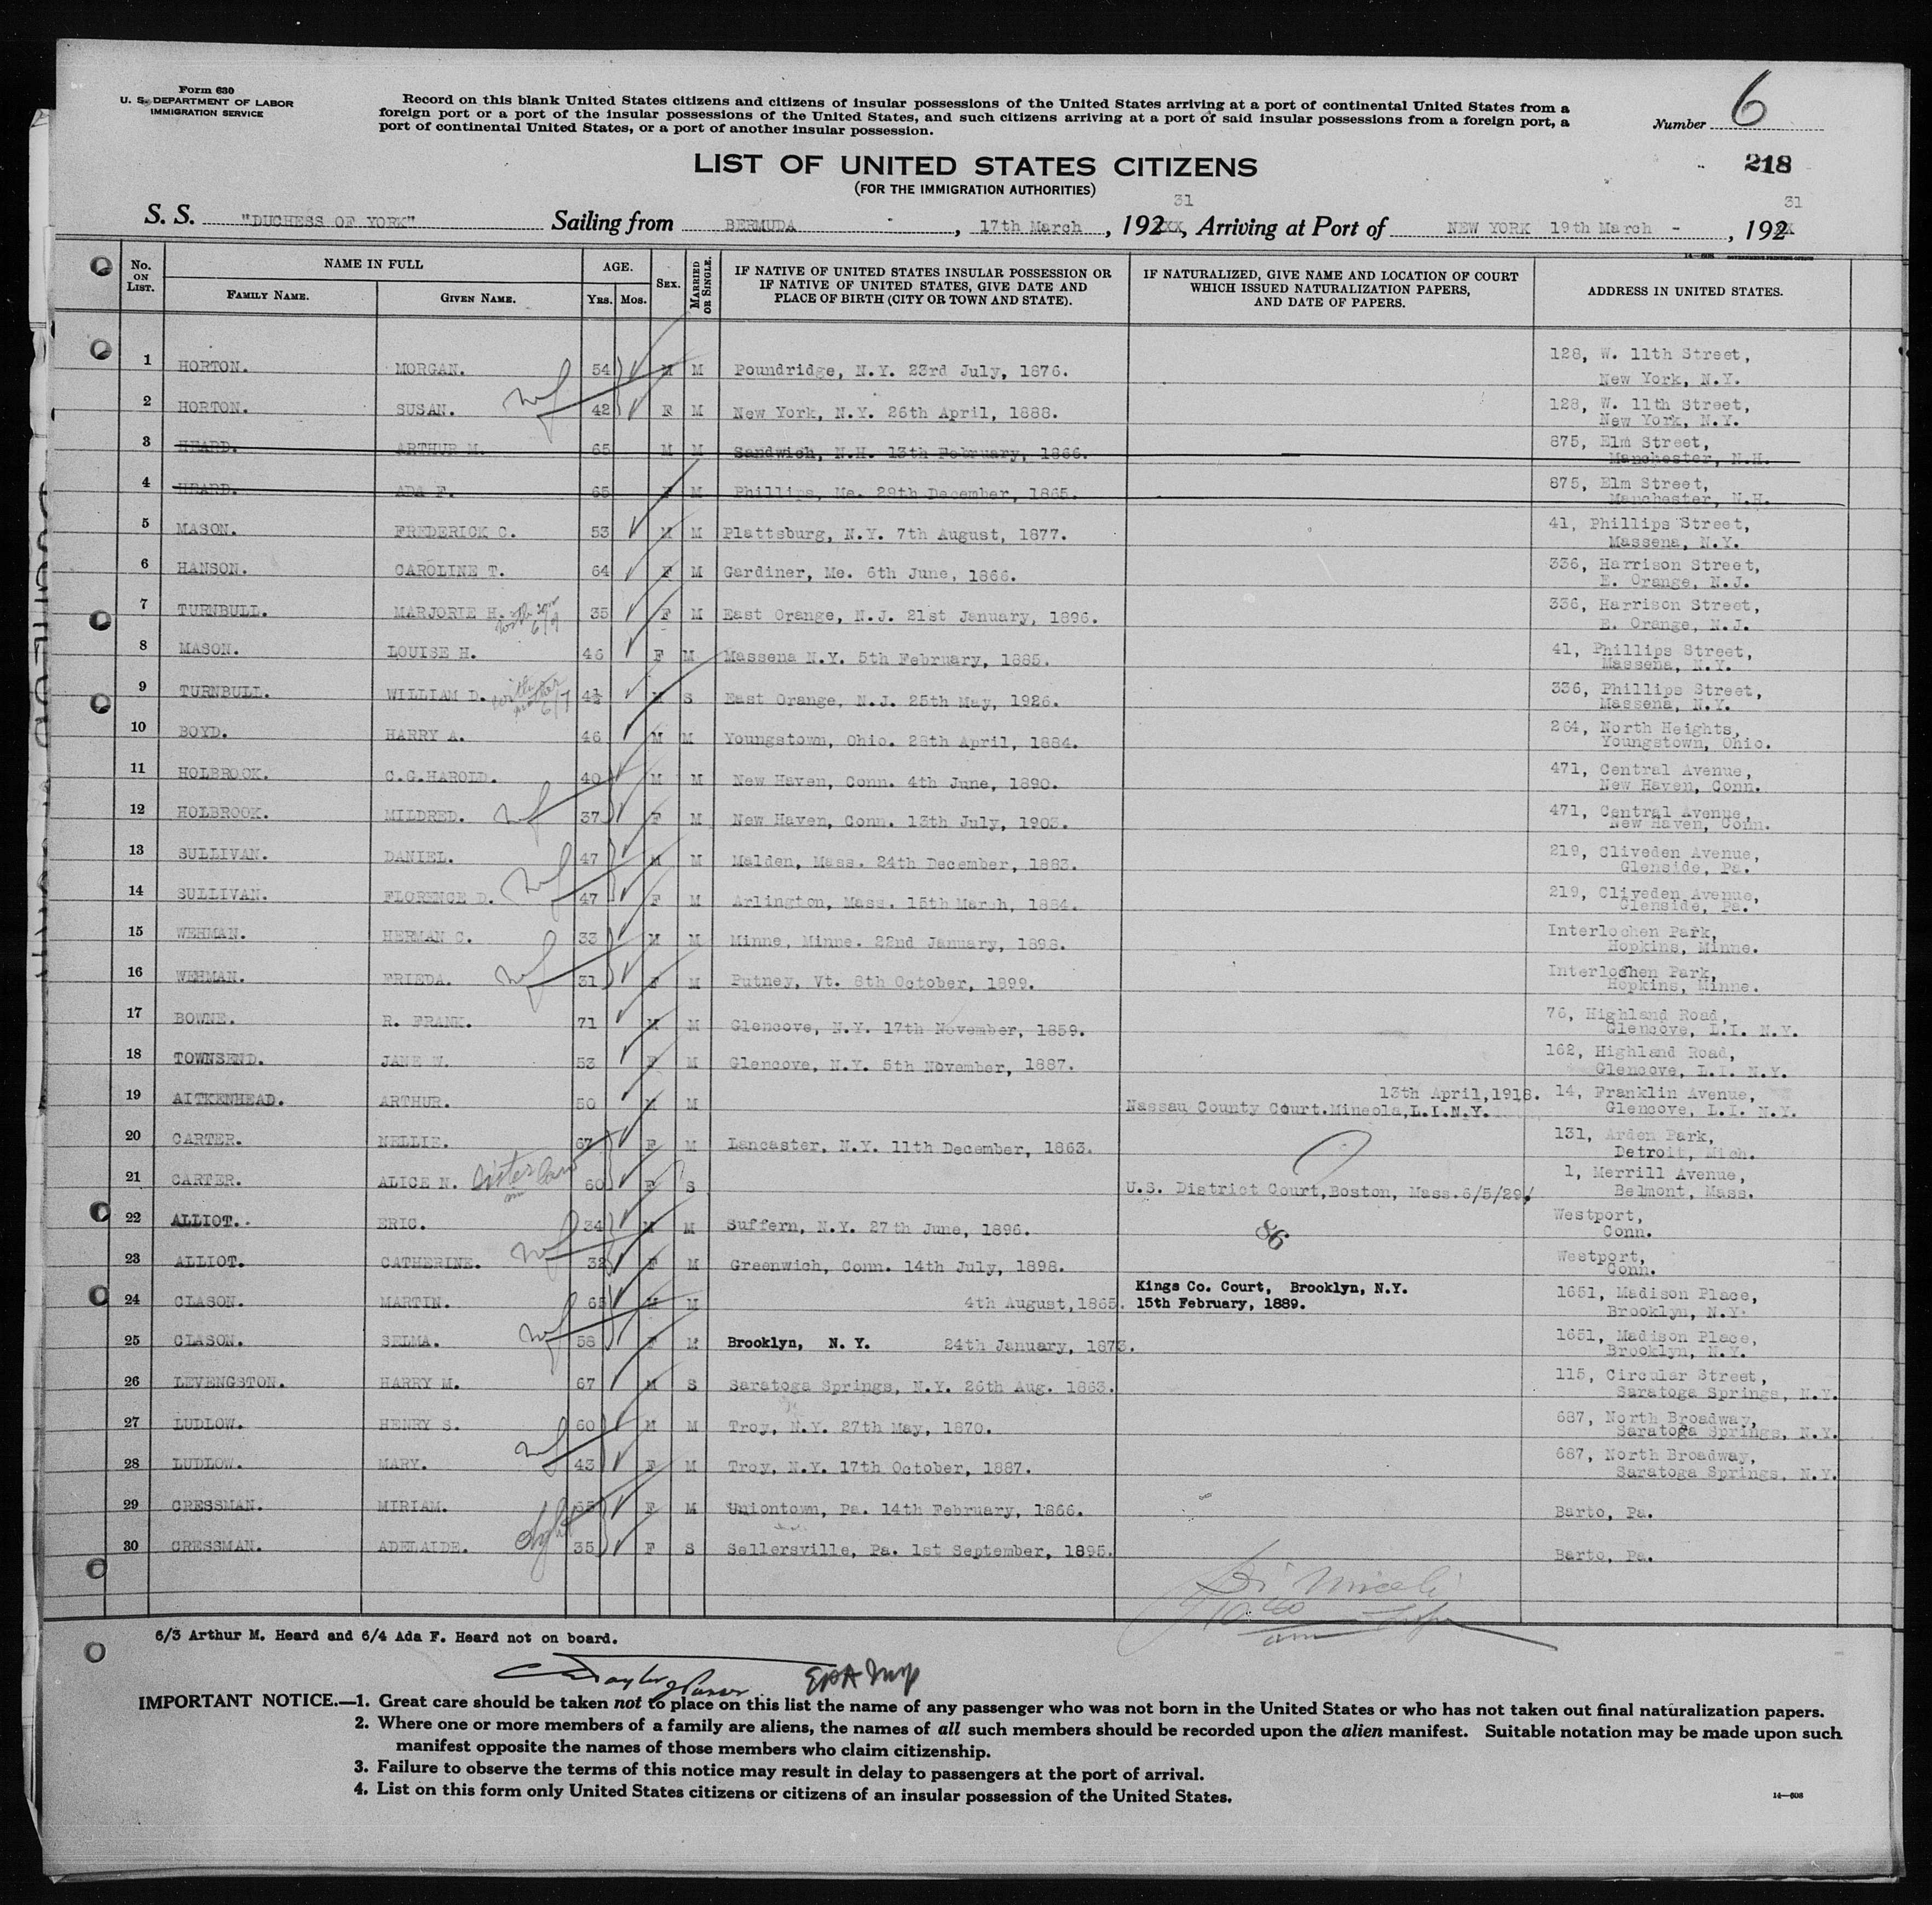 Form 630
U. S. DEPARTMENT OF LABOR
IMMIGRATION SERVICE
Record on this blank United States citizens and citizens of insular possessions of the United States arriving at a port of continental United States from a
foreign port or a port of the insular possessions of the United States, and such citizens arriving at a port of said insular possessions from a foreign port, a
port of continental United States, or a port of another insular possession.
Number 6
218
LIST OF UNITED STATES CITIZENS
(FOR THE IMMIGRATION AUTHORITIES)
31 31
S. S. "DUCHESS OF YORK" Sailing from BERMUDA, 17th March, 192XX, Arriving at Port of NEW YORK 19th March -, 192X
14—608 GOVERNMENT PRINTING OFFICE
No. ON LIST. NAME IN FULL FAMILY NAME. GIVEN NAME. AGE. YRS. MOS. SEX. MARRIED OR SINGLE. IF NATIVE OF UNITED STATES INSULAR POSSESSION OR IF NATIVE OF UNITED STATES, GIVE DATE AND PLACE OF BIRTH (CITY OR TOWN AND STATE). IF NATURALIZED, GIVE NAME AND LOCATION OF COURT WHICH ISSUED NATURALIZATION PAPERS, AND DATE OF PAPERS. ADDRESS IN UNITED STATES.
1 HORTON. MORGAN. 54 M M Poundridge, N.Y. 23rd July, 1876. 128, W. 11th Street,
New York, N.Y.
2 HORTON. SUSAN. wf 42 F M New York, N.Y. 26th April, 1888. 128, W. 11th Street,
New York, N.Y.
3 HEARD. ARTHUR M. 65 M M Sandwich, N.H. 13th February, 1866. 875, Elm Street,
Manchester, N.H.
4 HEARD. ADA F. 65 F M Phillips, Me. 29th December, 1865. 875, Elm Street,
Manchester, N.H.
5 MASON. FREDERICK C. 53 M M Plattsburg, N.Y. 7th August, 1877. 41, Phillips Street,
Massena, N.Y.
6 HANSON. CAROLINE T. 64 F M Gardiner, Me. 6th June, 1866. 336, Harrison Street,
E. Orange, N.J.
7 TURNBULL. MARJORIE H. with son 6/9 35 F M East Orange, N.J. 21st January, 1896. 336, Harrison Street,
E. Orange, N.J.
8 MASON. LOUISE H. 46 F M Massena N.Y. 5th February, 1885. 41, Phillips Street,
Massena, N.Y.
9 TURNBULL. WILLIAM D. with mother 6/7 4½ M S East Orange, N.J. 25th May, 1926. 336, Phillips Street,
Massena, N.Y.
10 BOYD. HARRY A. 46 M M Youngstown, Ohio. 28th April, 1884. 264, North Heights,
Youngstown, Ohio.
11 HOLBROOK. C.G.HAROLD. 40 M M New Haven, Conn. 4th June, 1890. 471, Central Avenue,
New Haven, Conn.
12 HOLBROOK. MILDRED. wf 37 F M New Haven, Conn. 13th July, 1903. 471, Central Avenue,
New Haven, Conn.
13 SULLIVAN. DANIEL. 47 M M Malden, Mass. 24th December, 1883. 219, Cliveden Avenue,
Glenside, Pa.
14 SULLIVAN. FLORENCE D. wf 47 F M Arlington, Mass. 15th March, 1884. 219, Cliveden Avenue,
Glenside, Pa.
15 WEHMAN. HERMAN C. 33 M M Minne, Minne. 22nd January, 1898. Interlochen Park,
Hopkins, Minne.
16 WEHMAN. FRIEDA. wf 31 F M Putney, Vt. 8th October, 1899. Interlochen Park,
Hopkins, Minne.
17 BOWNE. R. FRANK. 71 M M Glencove, N.Y. 17th November, 1859. 76, Highland Road,
Glencove, L.I. N.Y.
18 TOWNSEND. JANE W. 53 F M Glencove, N.Y. 5th November, 1887. 162, Highland Road,
Glencove, L.I. N.Y.
19 AITKENHEAD. ARTHUR. 50 M M 13th April,1918. 14, Franklin Avenue,
Nassau County Court.Mineola,L.I.N.Y. Glencove, L.I. N.Y.
20 CARTER. NELLIE. 67 F M Lancaster, N.Y. 11th December, 1863. 131, Arden Park,
Detroit, Mich.
21 CARTER. ALICE N. Sister in law 60 F S U.S. District Court,Boston, Mass.6/5/29. 1, Merrill Avenue,
Belmont, Mass.
22 ALLIOT. ERIC. 34 M M Suffern, N.Y. 27th June, 1896. Westport,
Conn.
23 ALLIOT. CATHERINE. wf 32 F M Greenwich, Conn. 14th July, 1898. Westport,
Conn.
24 CLASON. MARTIN. 65 M M 4th August,1865. Kings Co. Court, Brooklyn, N.Y.
15th February, 1889. 1651, Madison Place,
Brooklyn, N.Y.
25 CLASON. SELMA. wf 58 F M Brooklyn, N. Y. 24th January, 1873. 1651, Madison Place,
Brooklyn, N.Y.
26 LEVENGSTON. HARRY M. 67 M S Saratoga Springs, N.Y. 26th Aug. 1863. 115, Circular Street,
Saratoga Springs, N.Y.
27 LUDLOW. HENRY S. 60 M M Troy, N.Y. 27th May, 1870. 687, North Broadway,
Saratoga Springs, N.Y.
28 LUDLOW. MARY. wf 43 F M Troy, N.Y. 17th October, 1887. 687, North Broadway,
Saratoga Springs, N.Y.
29 CRESSMAN. MIRIAM. 65 F M Uniontown, Pa. 14th February, 1866. Barto, Pa.
30 CRESSMAN. ADELAIDE. 35 F S Sellersville, Pa. 1st September, 1895. Barto, Pa.
6/3 Arthur M. Heard and 6/4 Ada F. Heard not on board.
IMPORTANT NOTICE.—1. Great care should be taken not to place on this list the name of any passenger who was not born in the United States or who has not taken out final naturalization papers.
2. Where one or more members of a family are aliens, the names of all such members should be recorded upon the alien manifest. Suitable notation may be made upon such
manifest opposite the names of those members who claim citizenship.
3. Failure to observe the terms of this notice may result in delay to passengers at the port of arrival.
4. List on this form only United States citizens or citizens of an insular possession of the United States.
14—608